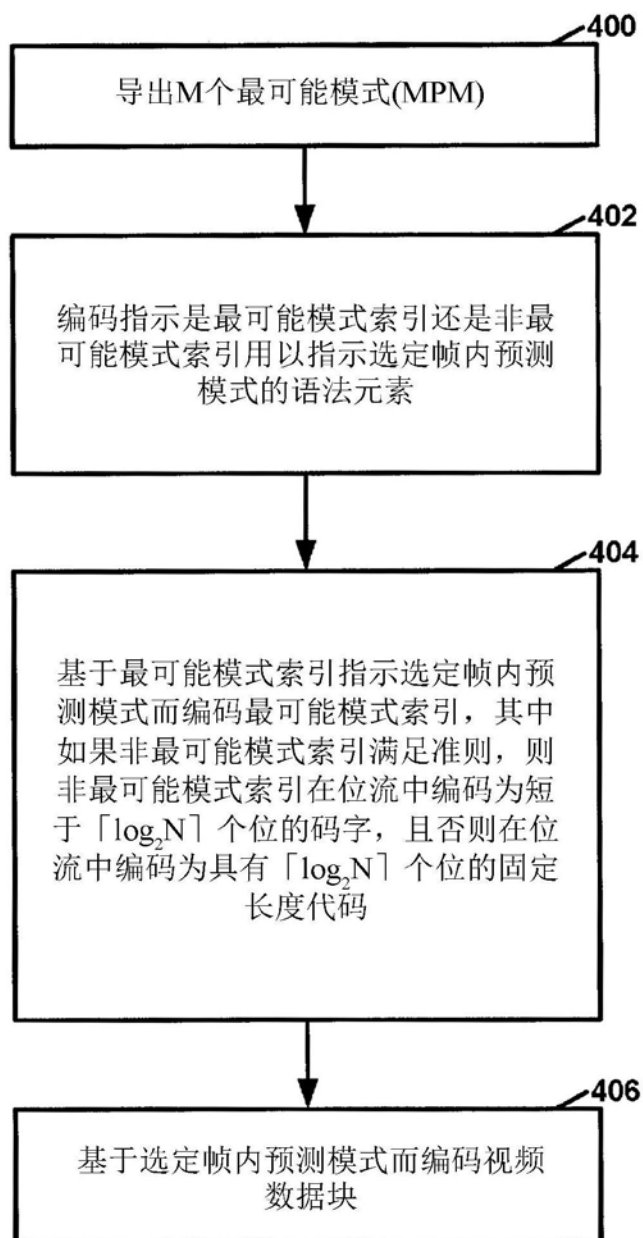 400
导出M个最可能模式(MPM)
402
编码指示是最可能模式索引还是非最
可能模式索引用以指示选定帧内预测
模式的语法元素
404
基于最可能模式索引指示选定帧内预
测模式而编码最可能模式索引，其中
如果非最可能模式索引满足准则，则
非最可能模式索引在位流中编码为短
于「log₂N｜个位的码字，且否则在位
流中编码为具有「log₂N｜个位的固定
长度代码
406
基于选定帧内预测模式而编码视频
数据块